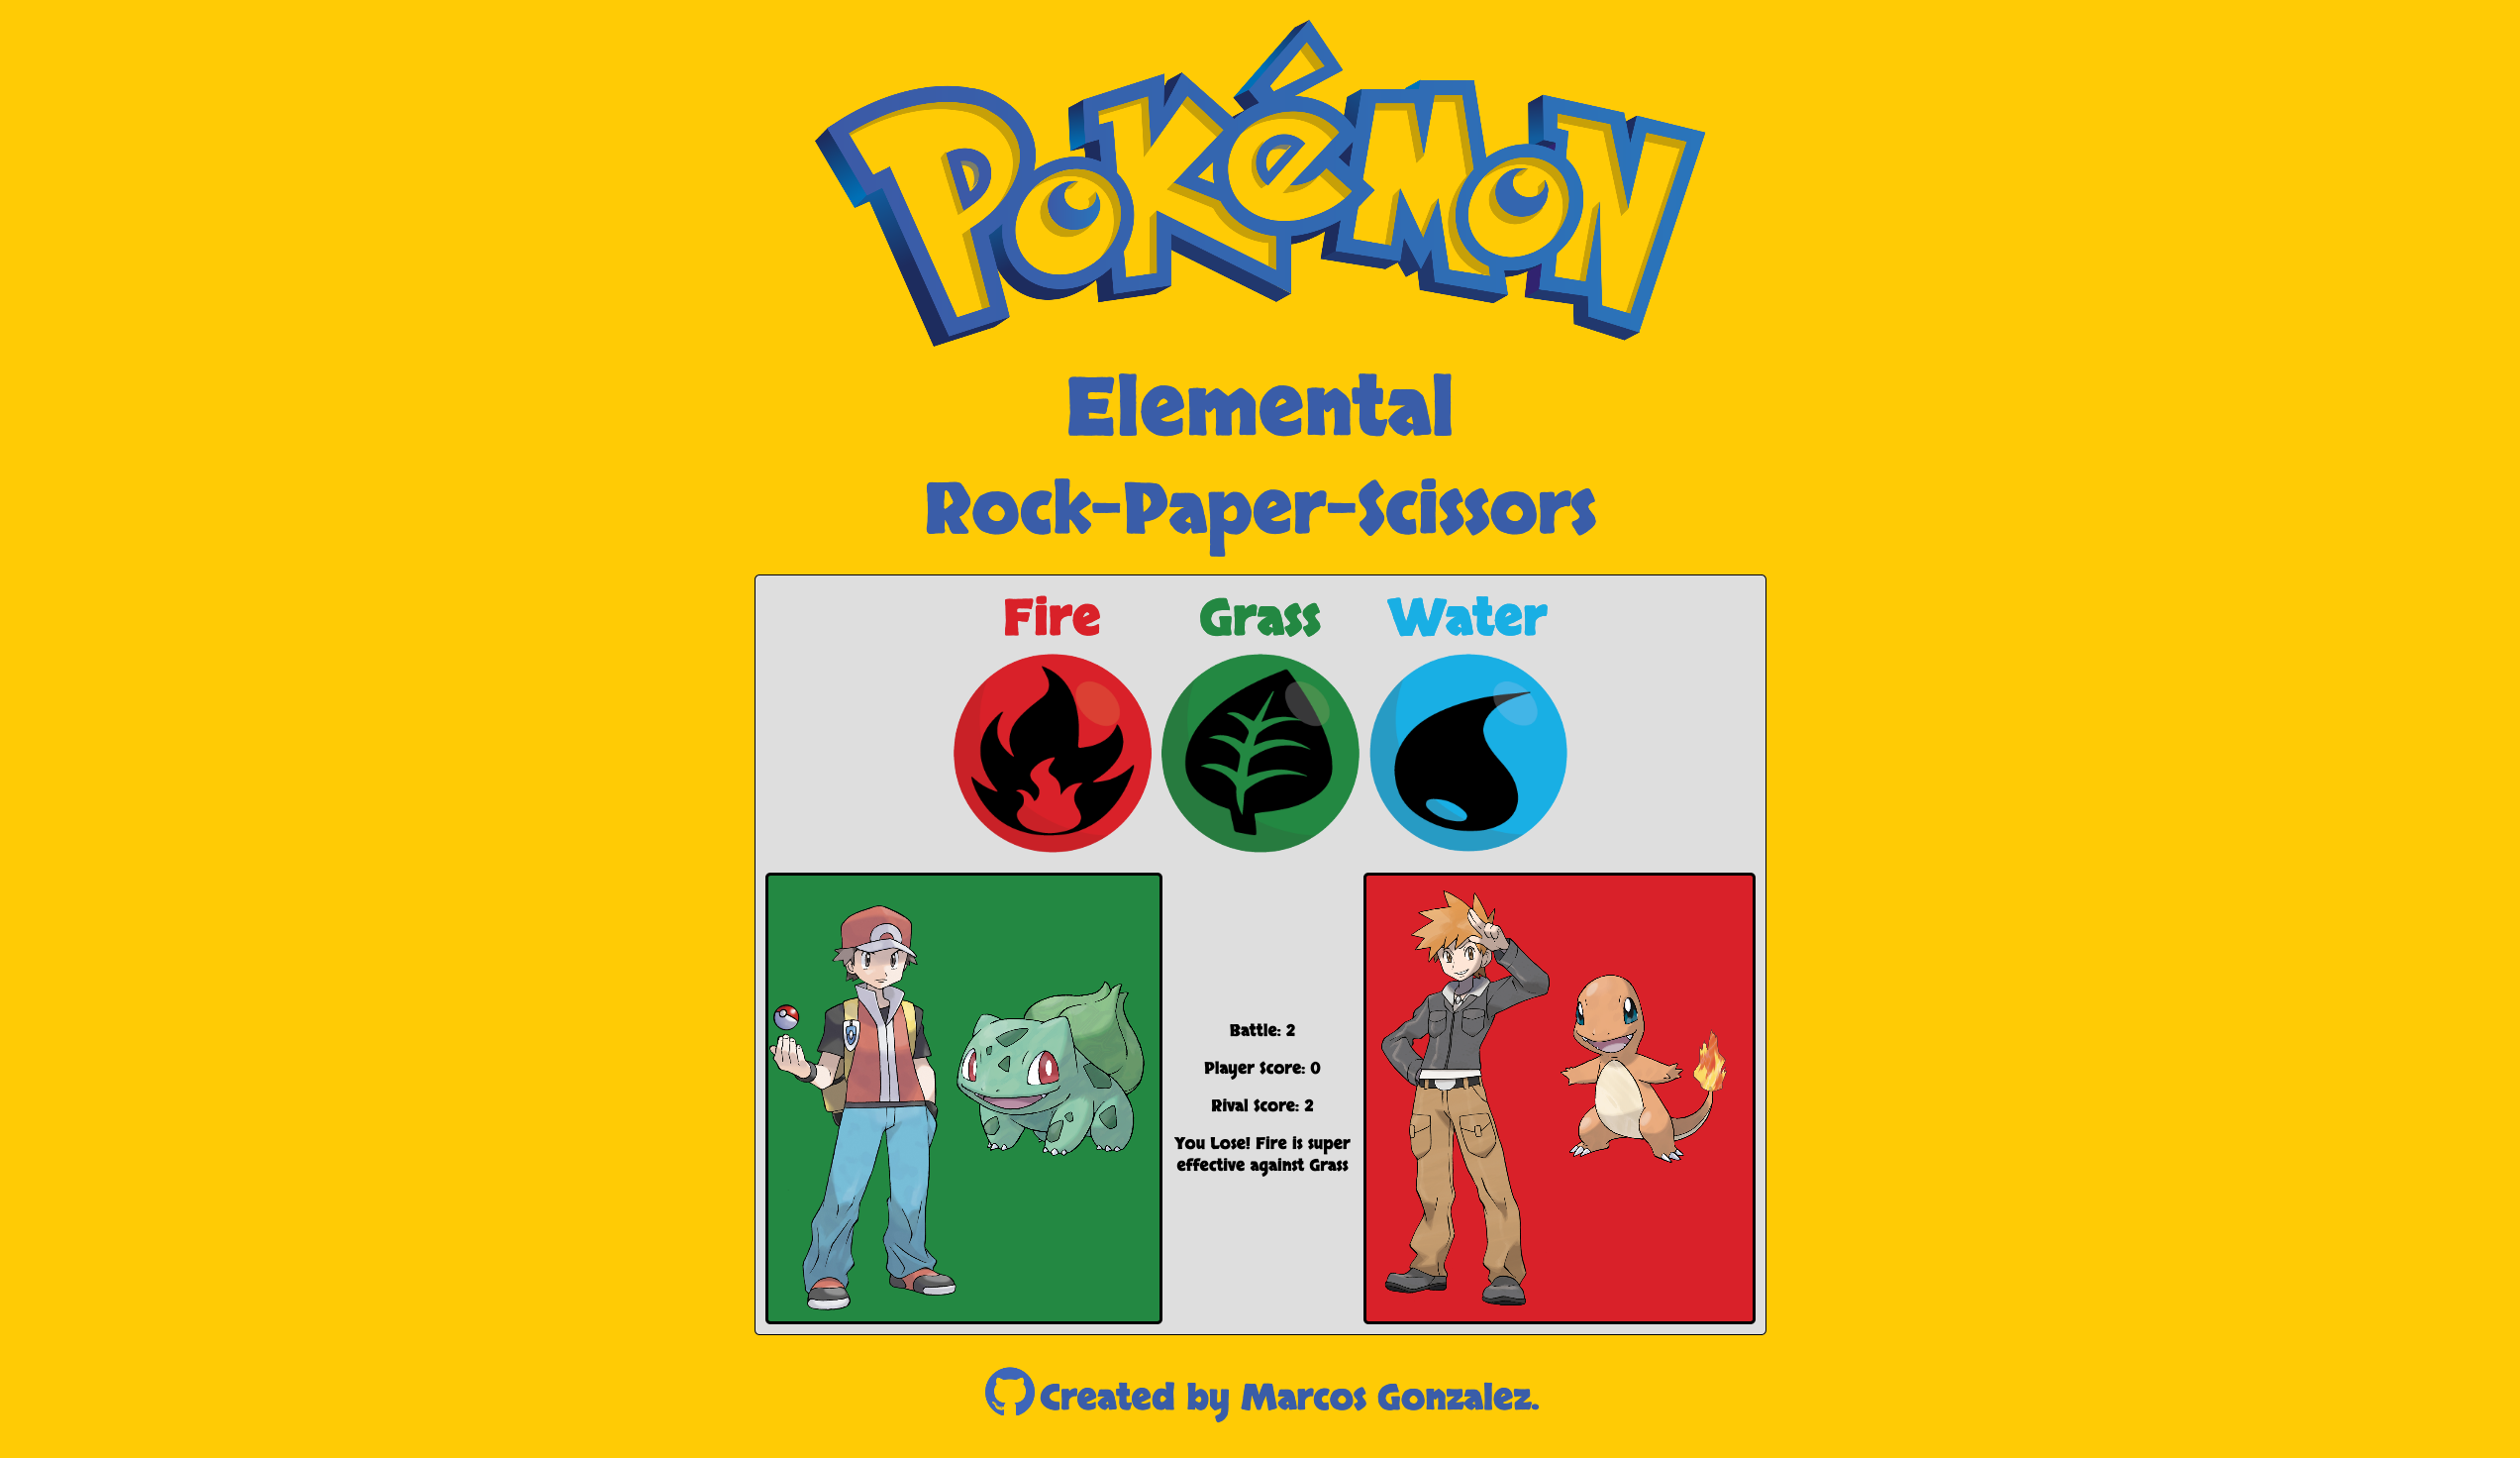 Pokémon
Elemental
Rock-Paper-Scissors
Fire
Grass
Water
Battle: 2
Player Score: 0
Rival Score: 2
You Lose! Fire is super
effective against Grass
Created by Marcos Gonzalez.